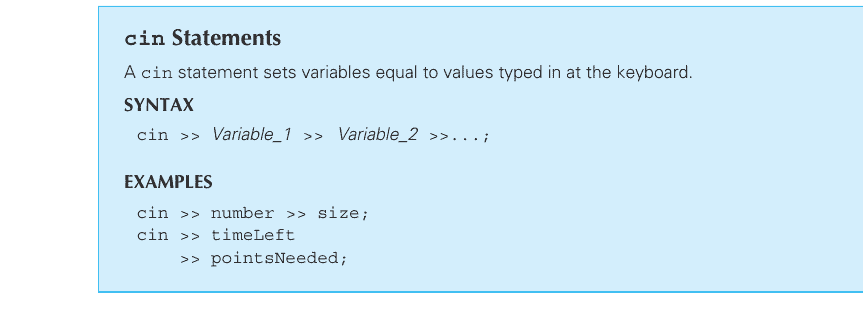 cin Statements
A cin statement sets variables equal to values typed in at the keyboard.
SYNTAX
cin >> Variable_1 >> Variable_2 >>...;
EXAMPLES
cin >> number >> size;
cin >> timeLeft
>> pointsNeeded;